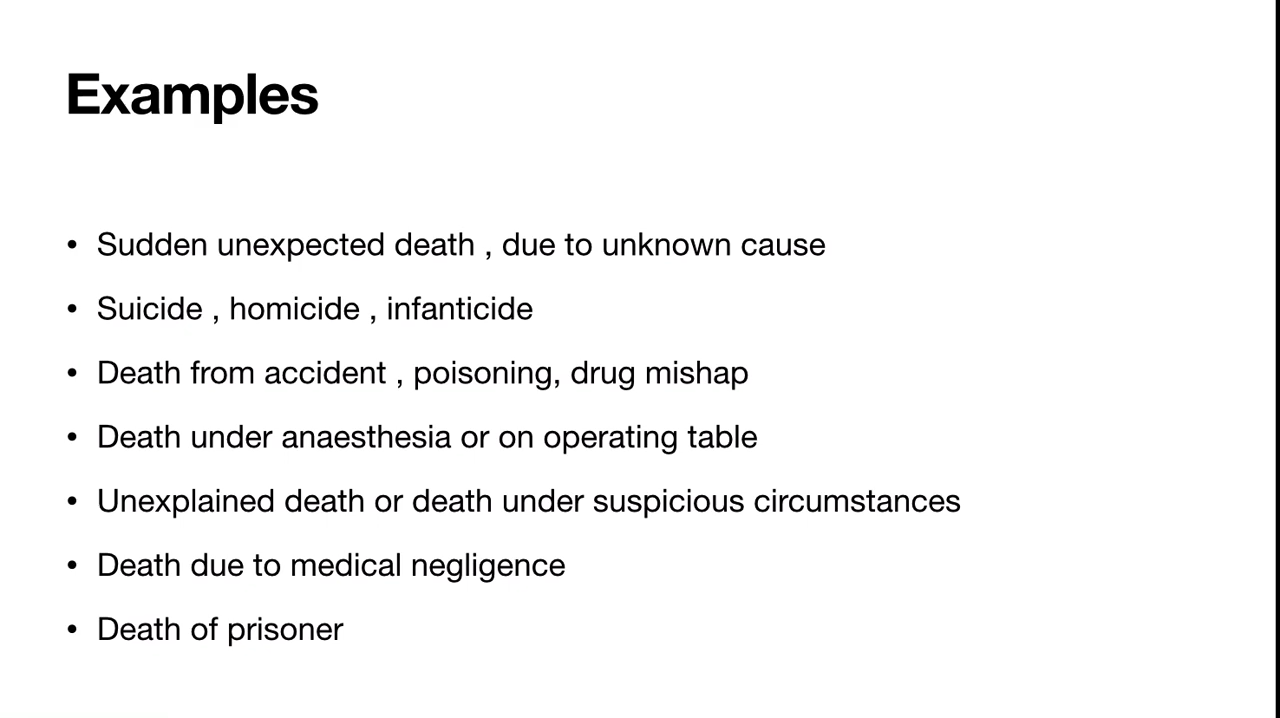 Examples
• Sudden unexpected death , due to unknown cause
• Suicide , homicide , infanticide
• Death from accident , poisoning, drug mishap
• Death under anaesthesia or on operating table
• Unexplained death or death under suspicious circumstances
• Death due to medical negligence
• Death of prisoner